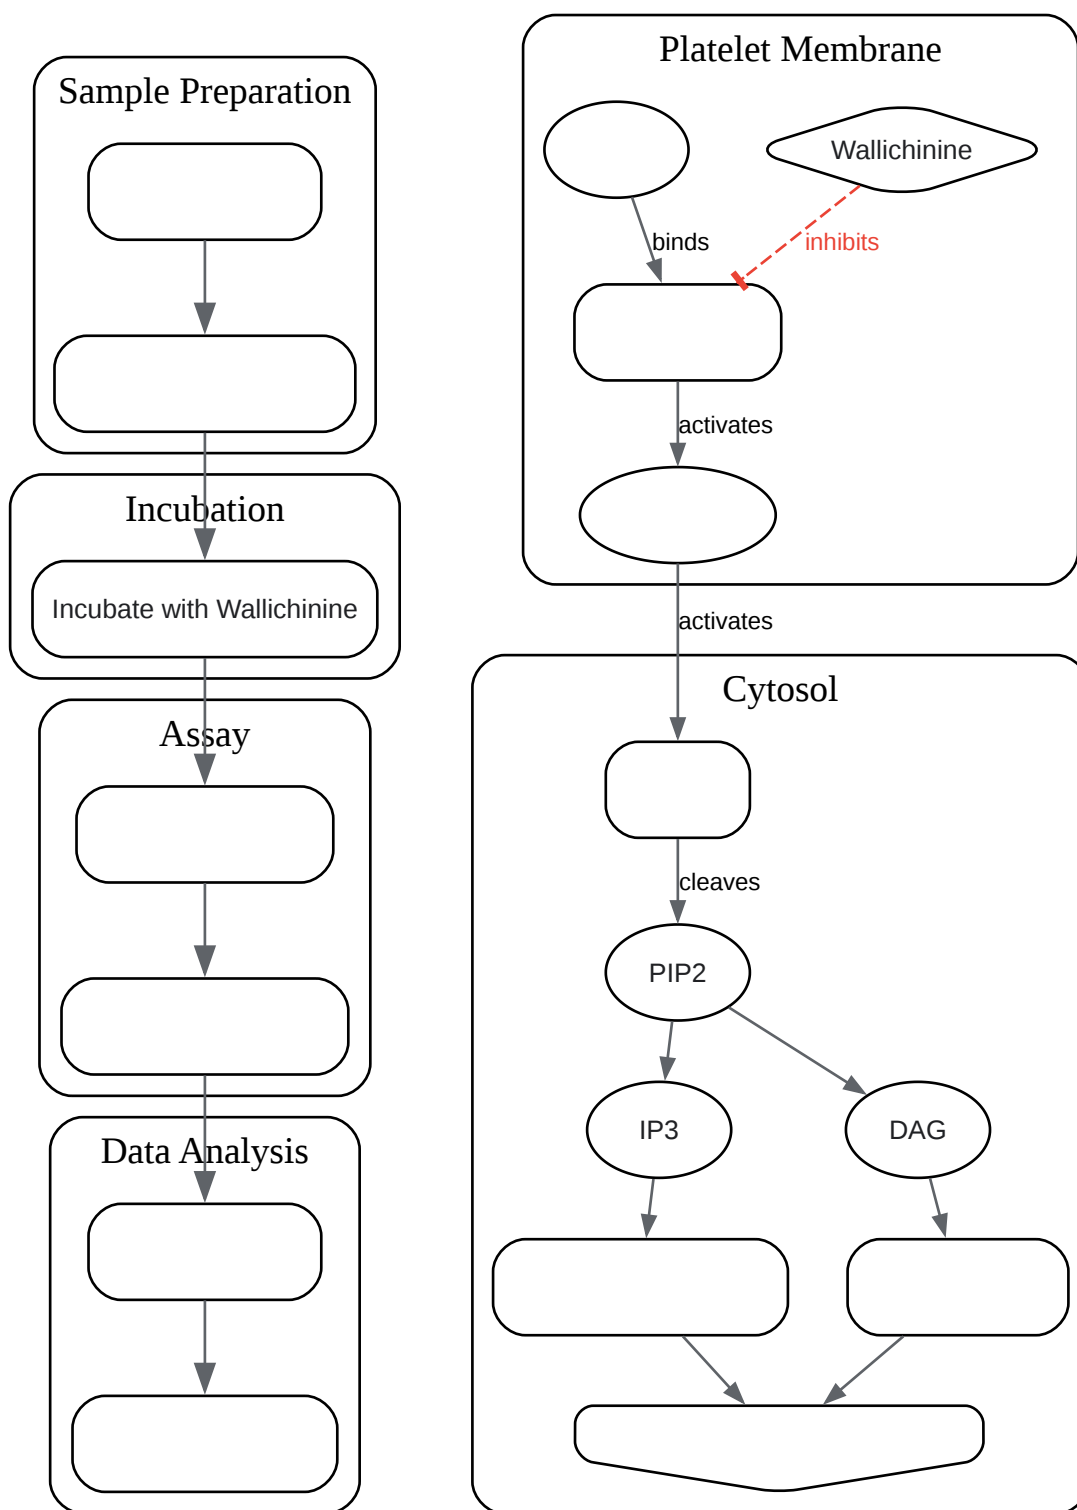 Sample Preparation
Incubation
Incubate with Wallichinine
Assay
Data Analysis
Platelet Membrane
Wallichinine
binds
inhibits
activates
activates
Cytosol
cleaves
PIP2
IP3
DAG